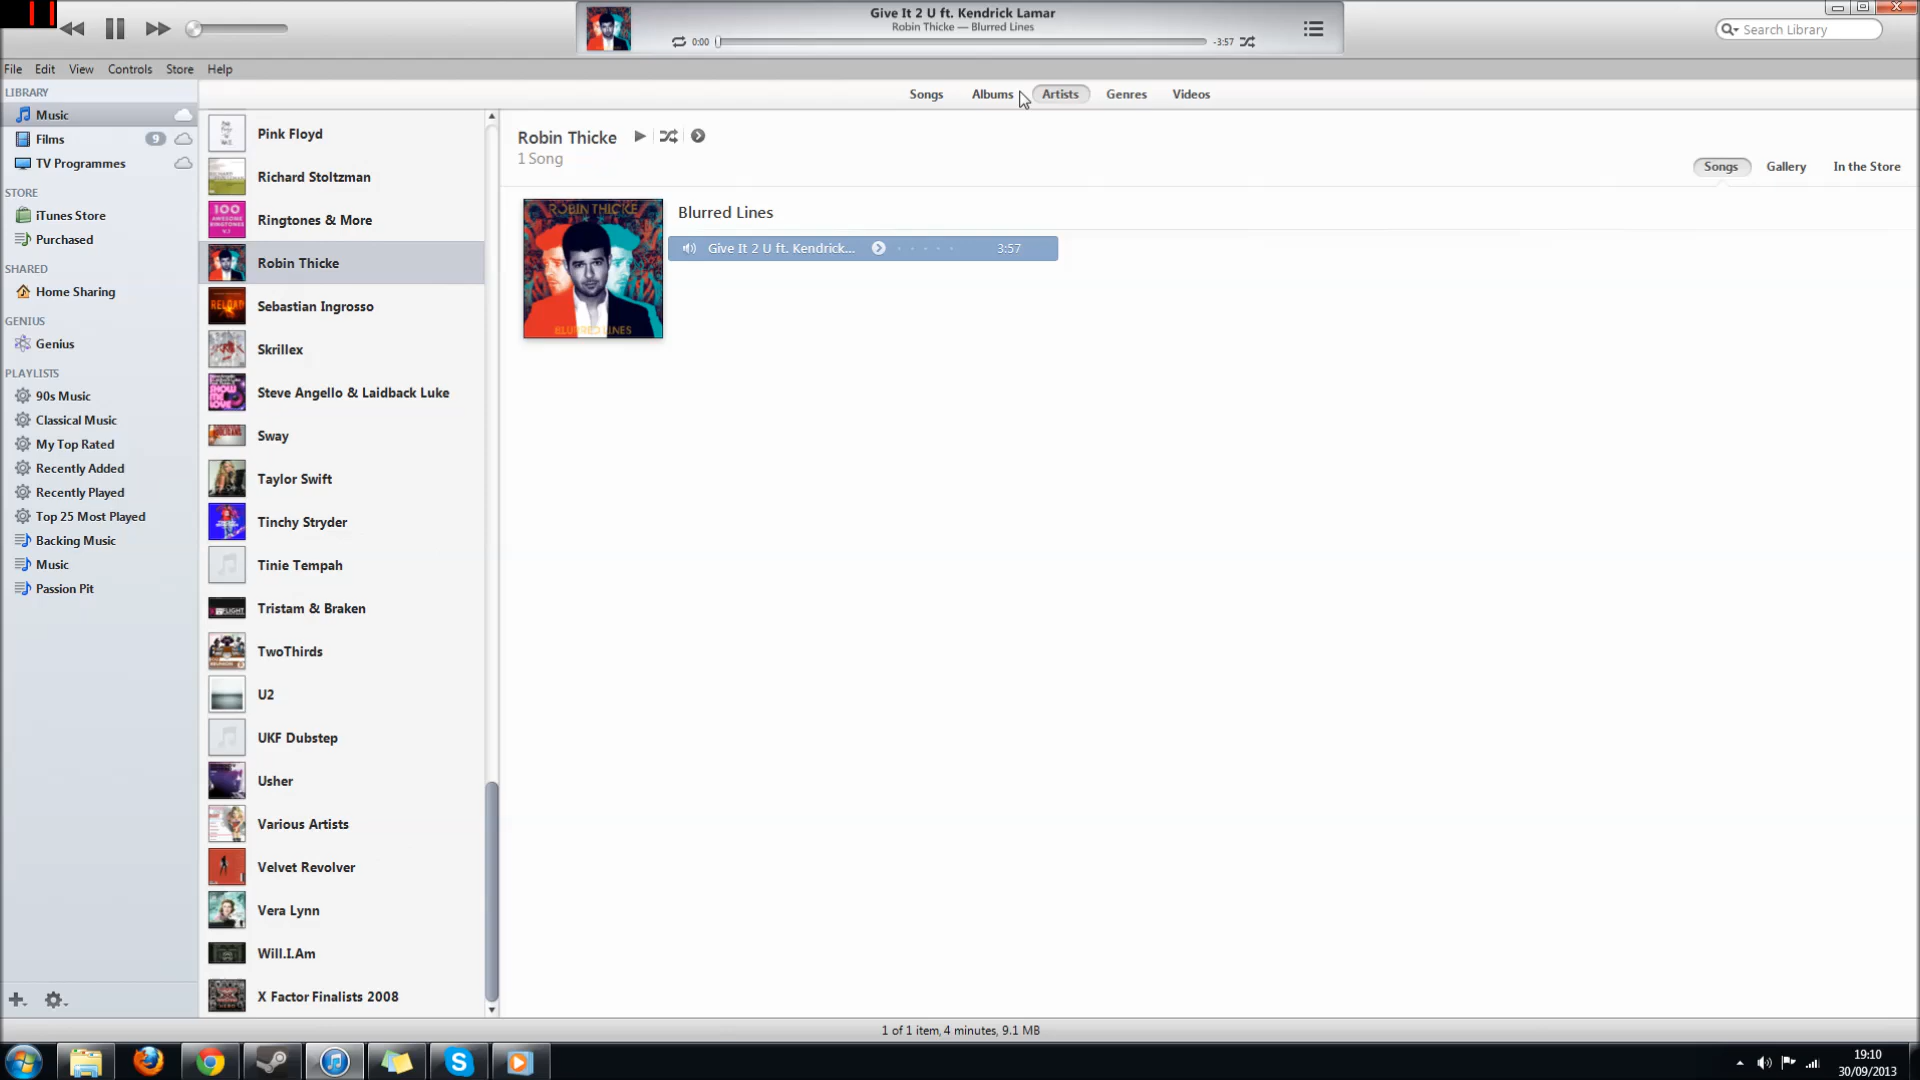 Give It 2 U ft. Kendrick Lamar
Robin Thicke — Blurred Lines
0:00
-3:57
Search Library
File Edit View Controls Store Help
Songs Albums Artists Genres Videos
LIBRARY
Music
Films 9
TV Programmes
STORE
iTunes Store
Purchased
SHARED
Home Sharing
GENIUS
Genius
PLAYLISTS
90s Music
Classical Music
My Top Rated
Recently Added
Recently Played
Top 25 Most Played
Backing Music
Music
Passion Pit
Pink Floyd
Richard Stoltzman
Ringtones & More
Robin Thicke
Sebastian Ingrosso
Skrillex
Steve Angello & Laidback Luke
Sway
Taylor Swift
Tinchy Stryder
Tinie Tempah
Tristam & Braken
TwoThirds
U2
UKF Dubstep
Usher
Various Artists
Velvet Revolver
Vera Lynn
Will.I.Am
X Factor Finalists 2008
Robin Thicke
1 Song
Songs Gallery In the Store
ROBIN THICKE
BLURRED LINES
Blurred Lines
Give It 2 U ft. Kendrick... 3:57
1 of 1 item, 4 minutes, 9.1 MB
19:10
30/09/2013